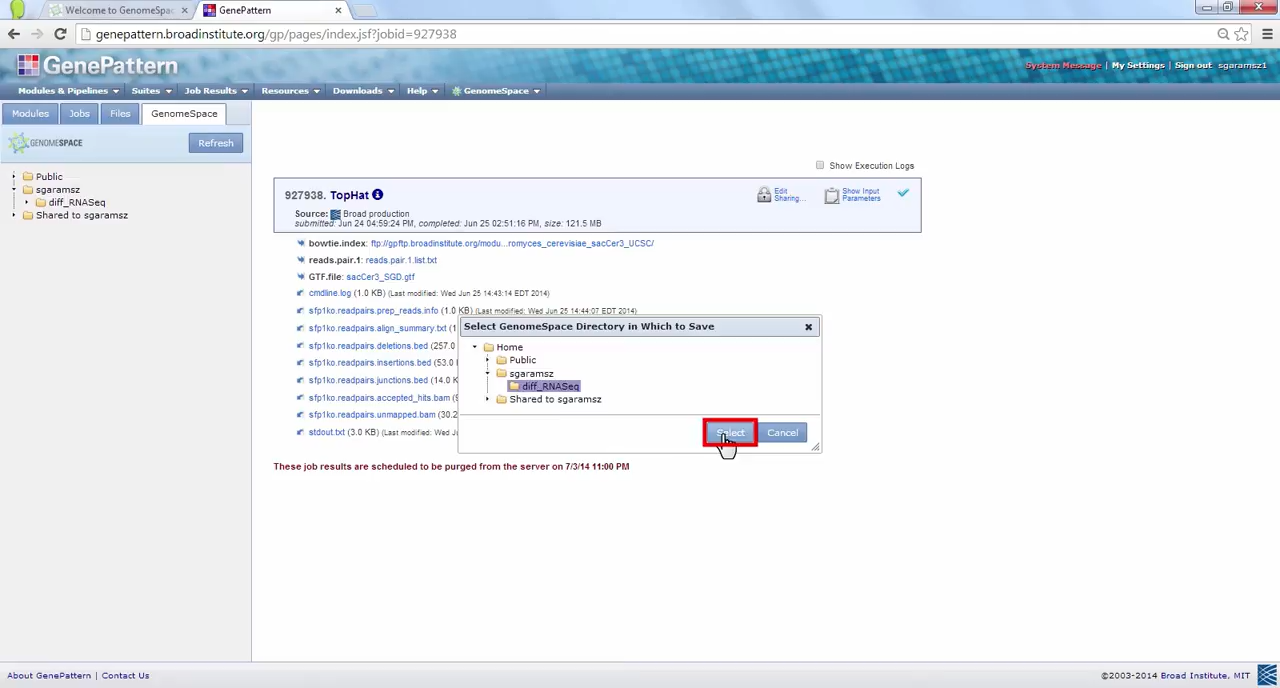 Welcome to GenomeSpac
GenePattern
genepattern.broadinstitute.org/gp/pages/index.jsf?jobid=927938
GenePattern
System Message | My Settings | Sign out sgaramsz1
Modules & Pipelines Suites Job Results Resources Downloads Help GenomeSpace
Modules Jobs Files GenomeSpace
GENOMESPACE Refresh
Public
sgaramsz
diff_RNASeq
Shared to sgaramsz
Show Execution Logs
927938. TopHat
Edit Sharing...
Show Input Parameters
Source: Broad production
submitted: Jun 24 04:59:24 PM, completed: Jun 25 02:51:16 PM, size: 121.5 MB
bowtie.index: ftp://gpftp.broadinstitute.org/modu...romyces_cerevisiae_sacCer3_UCSC/
reads.pair.1: reads.pair.1.list.txt
GTF.file: sacCer3_SGD.gtf
cmdline.log (1.0 KB) (Last modified: Wed Jun 25 14:43:14 EDT 2014)
sfp1ko.readpairs.prep_reads.info (1.0 KB) (Last modified: Wed Jun 25 14:44:07 EDT 2014)
sfp1ko.readpairs.align_summary.txt (1
sfp1ko.readpairs.deletions.bed (257.0
sfp1ko.readpairs.insertions.bed (53.0
sfp1ko.readpairs.junctions.bed (14.0 K
sfp1ko.readpairs.accepted_hits.bam (9
sfp1ko.readpairs.unmapped.bam (30.2
stdout.txt (3.0 KB) (Last modified: Wed J
Select GenomeSpace Directory in Which to Save
Home
Public
sgaramsz
diff_RNASeq
Shared to sgaramsz
Select Cancel
These job results are scheduled to be purged from the server on 7/3/14 11:00 PM
About GenePattern | Contact Us
©2003-2014 Broad Institute, MIT